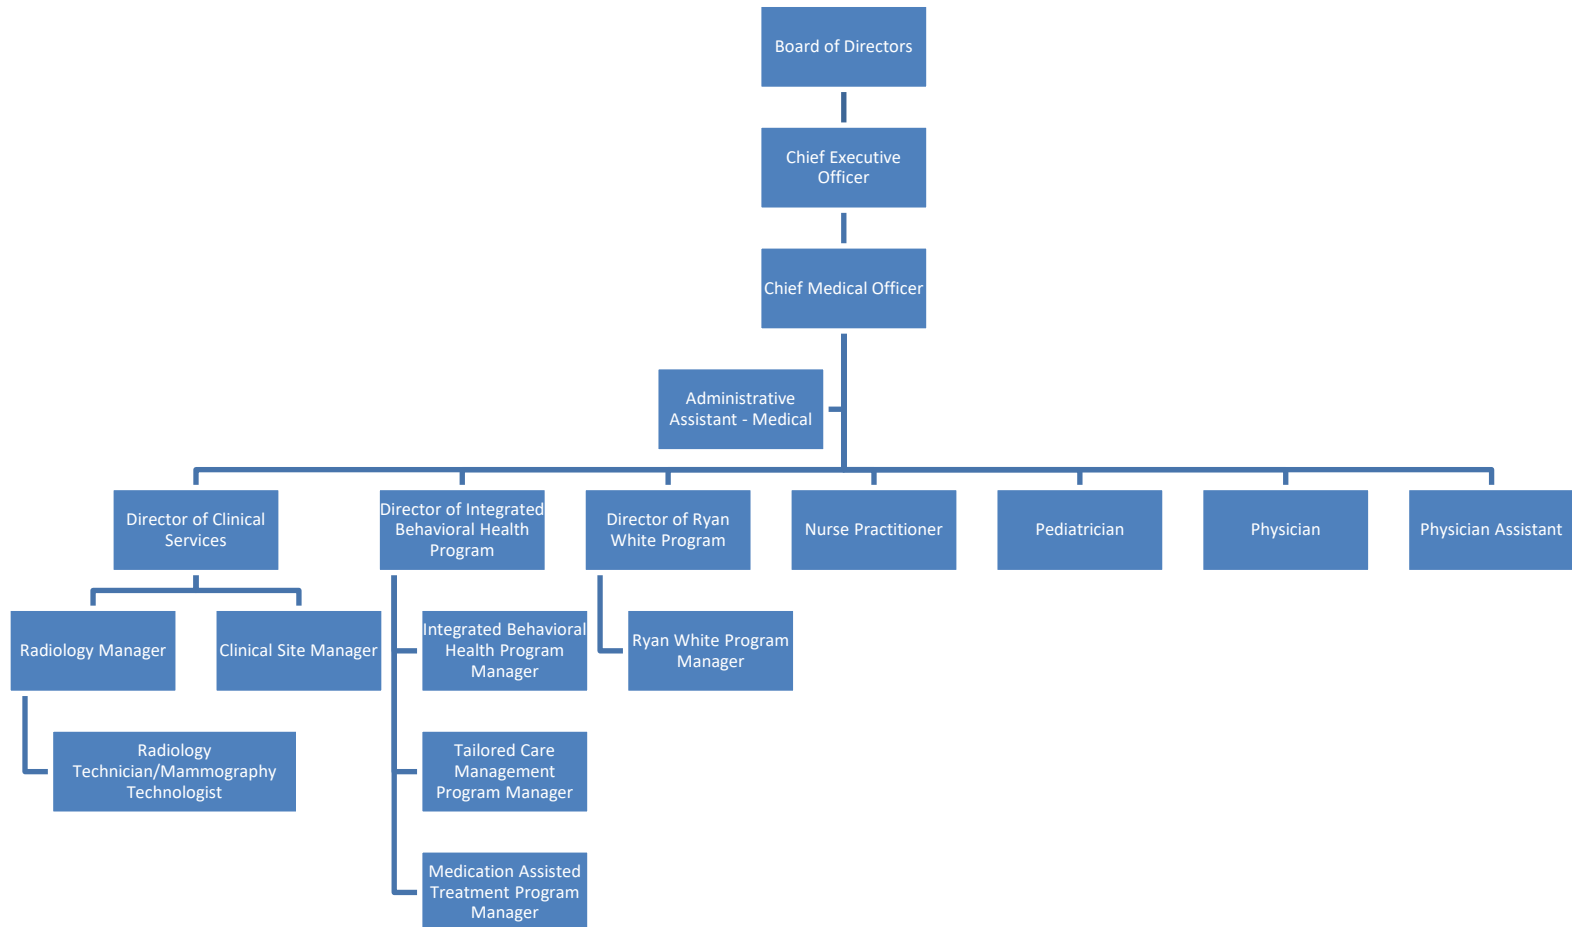 Board of Directors
Chief Executive
Officer
Chief Medical Officer
Administrative
Assistant - Medical
Director of Clinical
Services
Director of Integrated
Behavioral Health
Program
Director of Ryan
White Program
Nurse Practitioner
Pediatrician
Physician
Physician Assistant
Radiology Manager
Clinical Site Manager
Integrated Behavioral
Health Program
Manager
Ryan White Program
Manager
Radiology
Technician/Mammography
Technologist
Tailored Care
Management
Program Manager
Medication Assisted
Treatment Program
Manager